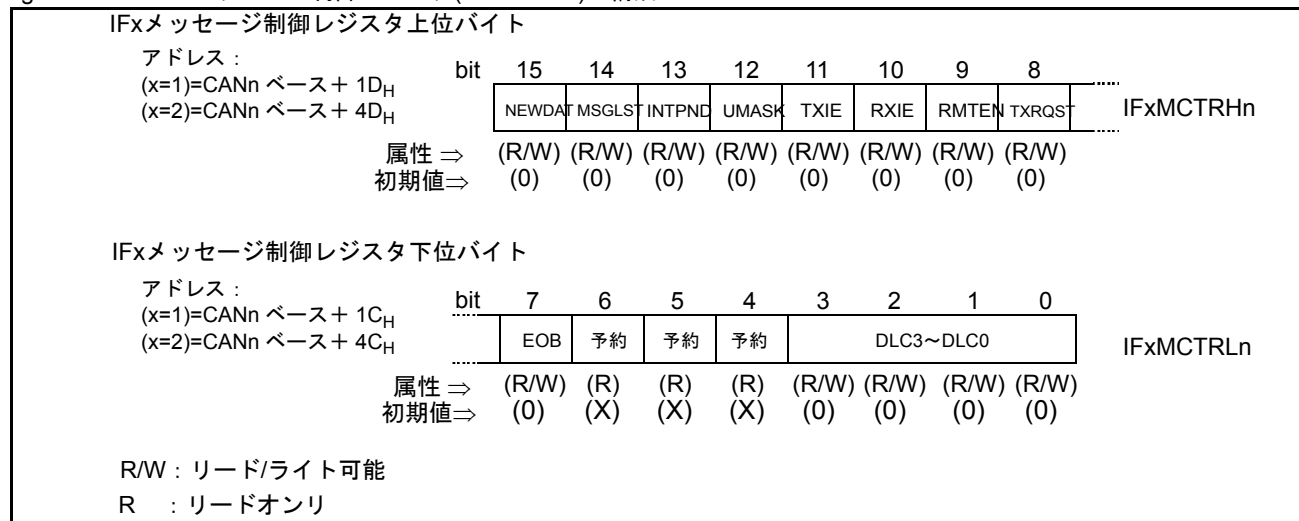 IFxメッセージ制御レジスタ上位バイト
アドレス：
(x=1)=CANn ベース＋ 1DH
(x=2)=CANn ベース＋ 4DH
bit 15 14 13 12 11 10 9 8
NEWDAT MSGLST INTPND UMASK TXIE RXIE RMTEN TXRQST IFxMCTRHn
属性 ⇒ (R/W) (R/W) (R/W) (R/W) (R/W) (R/W) (R/W) (R/W)
初期値⇒ (0) (0) (0) (0) (0) (0) (0) (0)
IFxメッセージ制御レジスタ下位バイト
アドレス：
(x=1)=CANn ベース＋ 1CH
(x=2)=CANn ベース＋ 4CH
bit 7 6 5 4 3 2 1 0
EOB 予約 予約 予約 DLC3～DLC0 IFxMCTRLn
属性 ⇒ (R/W) (R) (R) (R) (R/W) (R/W) (R/W) (R/W)
初期値⇒ (0) (X) (X) (X) (0) (0) (0) (0)
R/W：リード/ライト可能
R ：リードオンリ